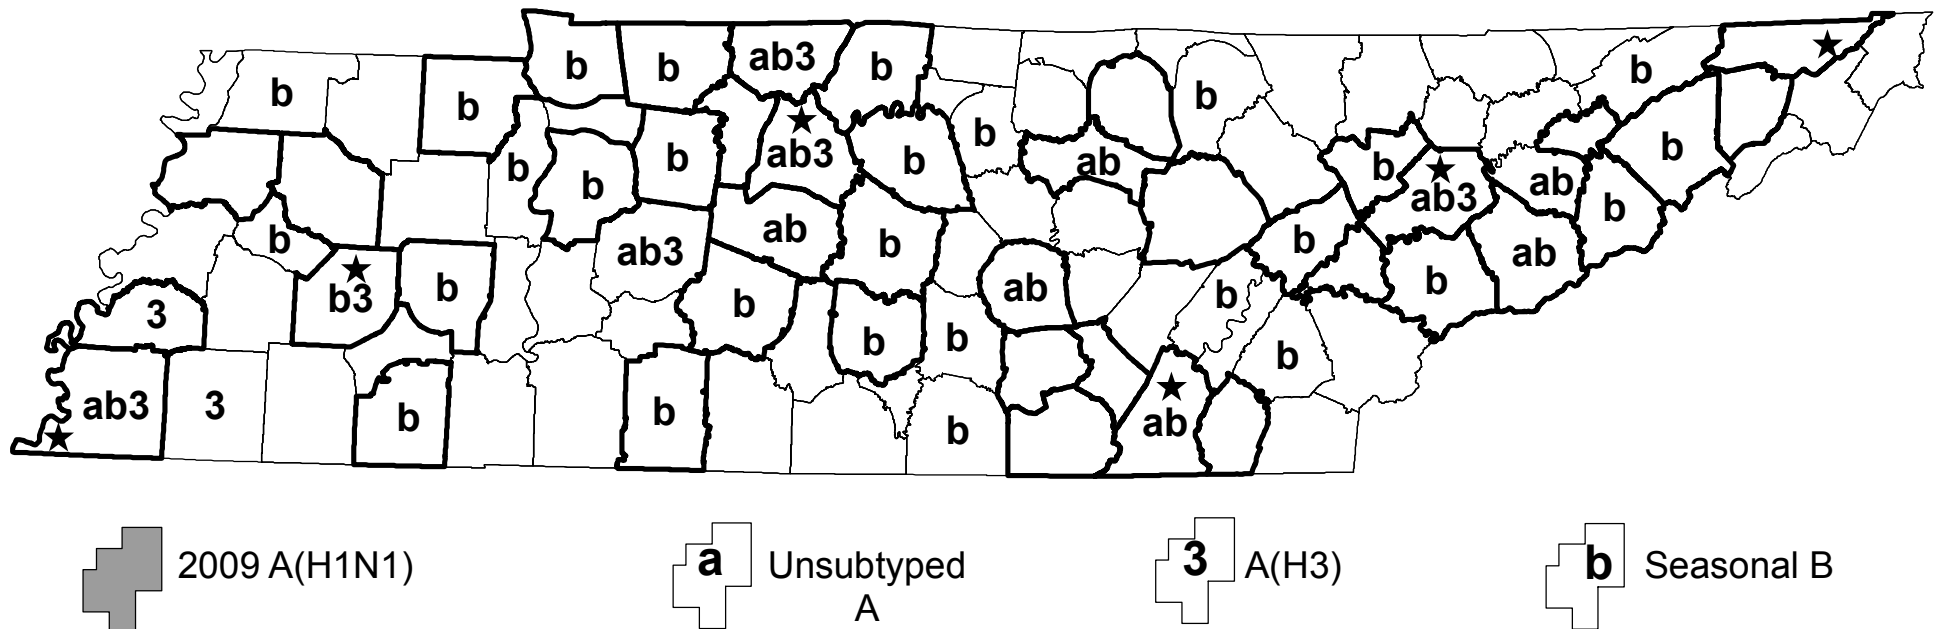 b b ab3 b
b b b
b b
ab3
b b b b b
b b ab b ab
b ab3 b
b ab b b
ab3 b ab
b3 b b ab b b
3 b b b b
ab3 3 b b b ab
2009 A(H1N1)
a Unsubtyped
A
3 A(H3)
b Seasonal B